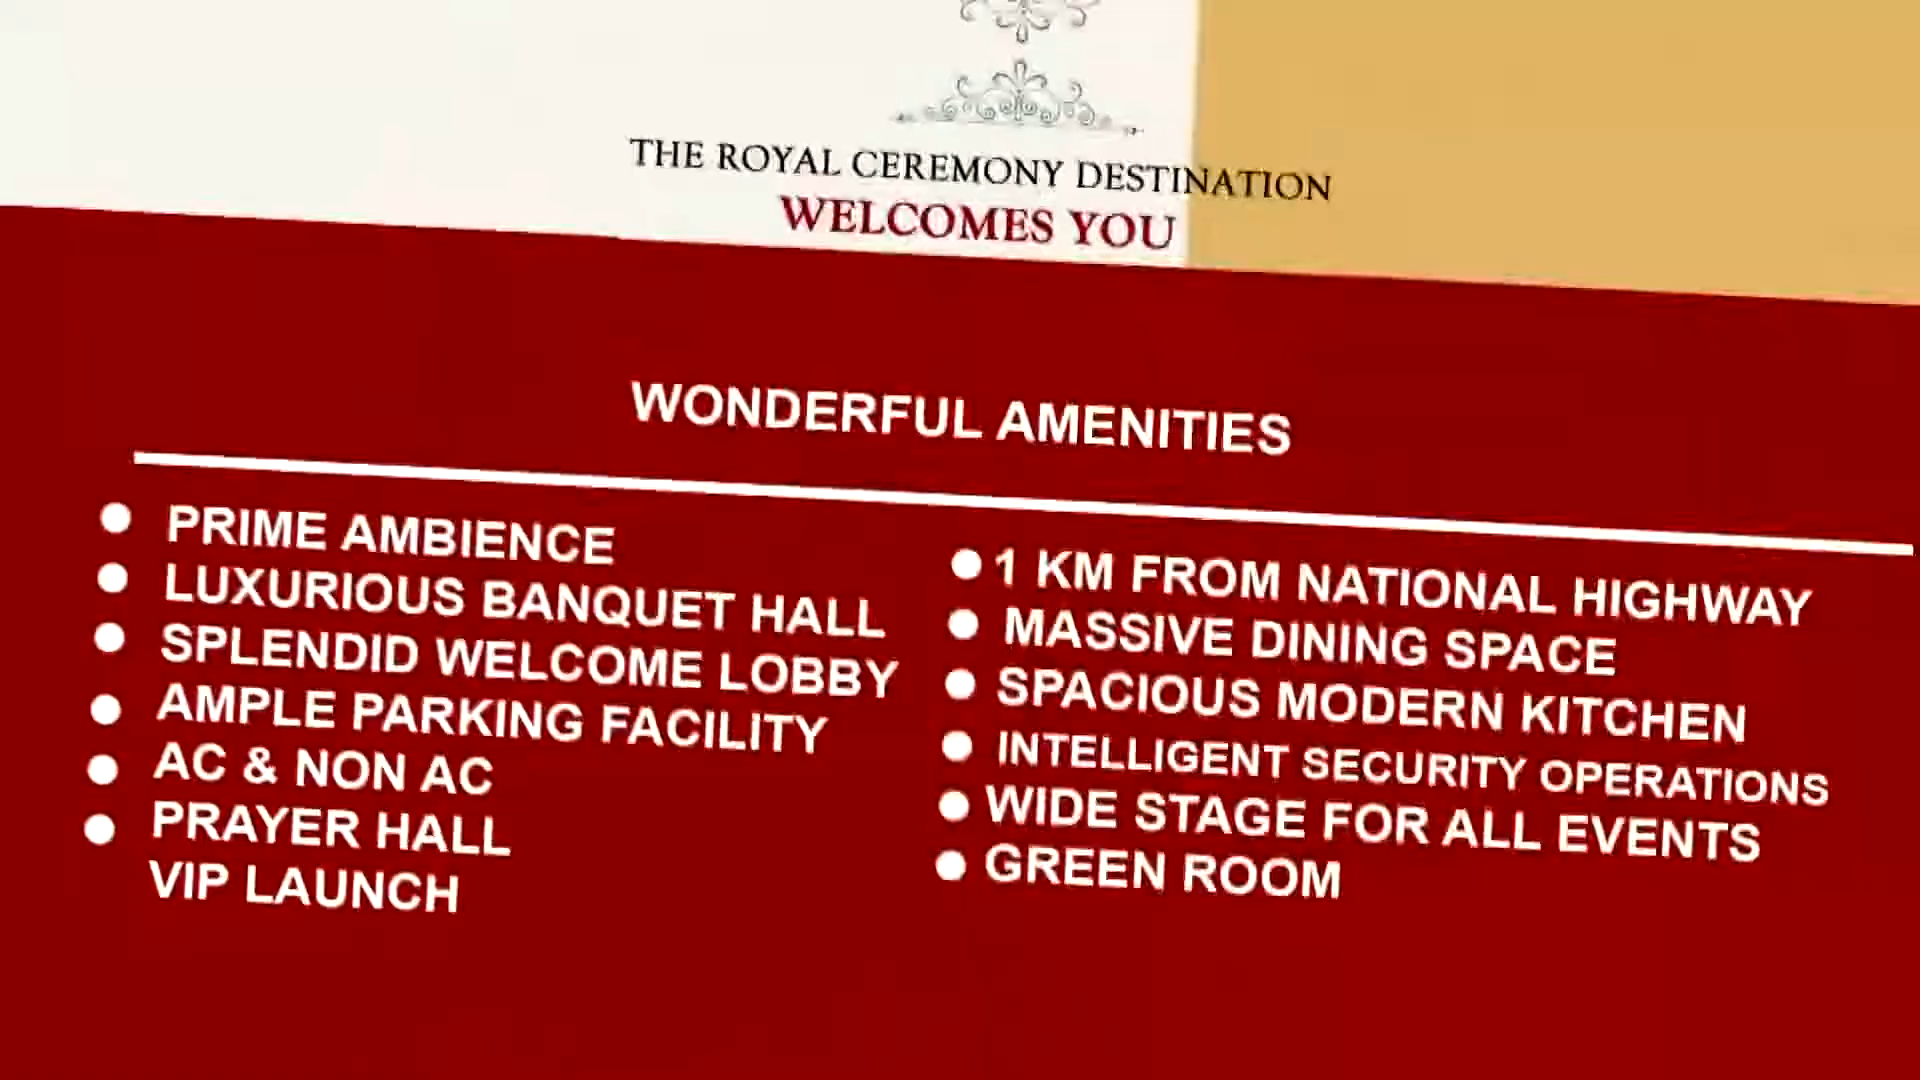 THE ROYAL CEREMONY DESTINATION
WELCOMES YOU
WONDERFUL AMENITIES
PRIME AMBIENCE
LUXURIOUS BANQUET HALL
SPLENDID WELCOME LOBBY
AMPLE PARKING FACILITY
AC & NON AC
PRAYER HALL
VIP LAUNCH
1 KM FROM NATIONAL HIGHWAY
MASSIVE DINING SPACE
SPACIOUS MODERN KITCHEN
INTELLIGENT SECURITY OPERATIONS
WIDE STAGE FOR ALL EVENTS
GREEN ROOM